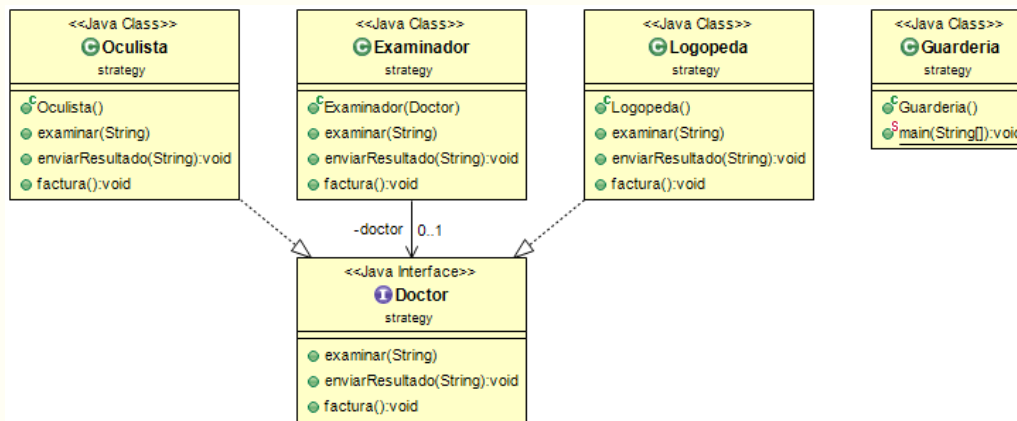 <<Java Class>>
Oculista
strategy
Oculista()
examinar(String)
enviarResultado(String):void
factura():void
<<Java Class>>
Examinador
strategy
Examinador(Doctor)
examinar(String)
enviarResultado(String):void
factura():void
<<Java Class>>
Logopeda
strategy
Logopeda()
examinar(String)
enviarResultado(String):void
factura():void
<<Java Class>>
Guarderia
strategy
Guarderia()
main(String[]):void
-doctor 0..1
<<Java Interface>>
Doctor
strategy
examinar(String)
enviarResultado(String):void
factura():void